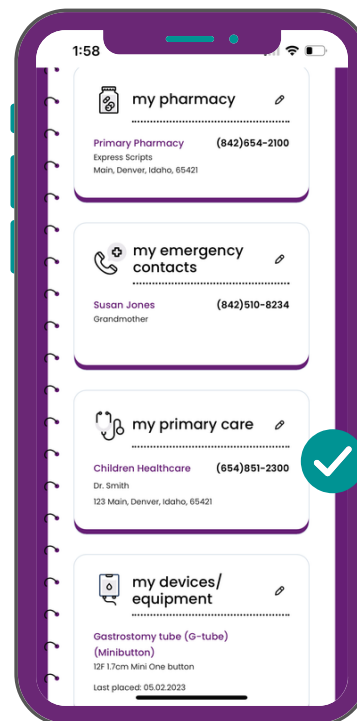 1:58
my pharmacy
Primary Pharmacy (842)654-2100
Express Scripts
Main, Denver, Idaho, 65421
my emergency
contacts
Susan Jones (842)510-8234
Grandmother
my primary care
Children Healthcare (654)851-2300
Dr. Smith
123 Main, Denver, Idaho, 65421
my devices/
equipment
Gastrostomy tube (G-tube)
(Minibutton)
12F 1.7cm Mini One button
Last placed: 05.02.2023